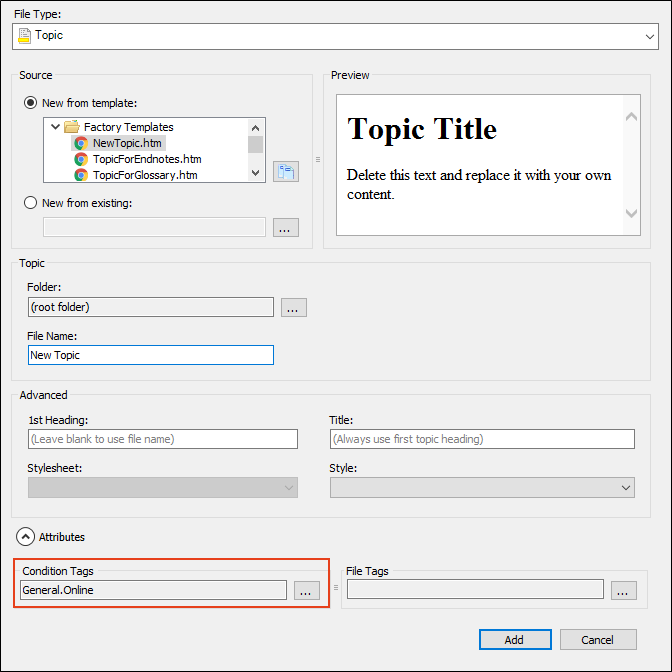 File Type:
Topic
Source
New from template:
Factory Templates
NewTopic.htm
TopicForEndnotes.htm
TopicForGlossary.htm
New from existing:
...
Preview
Topic Title
Delete this text and replace it with your own
content.
Topic
Folder:
(root folder)
...
File Name:
New Topic
Advanced
1st Heading:
(Leave blank to use file name)
Title:
(Always use first topic heading)
Stylesheet:
Style:
Attributes
Condition Tags
General.Online
...
File Tags
...
Add
Cancel